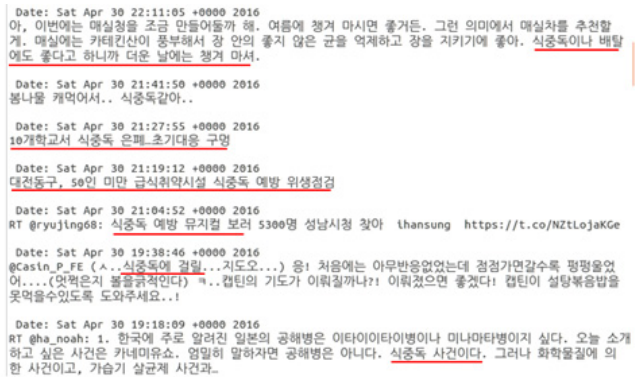 Date: Sat Apr 30 22:11:05 +0000 2016
아, 이번에는 매실청을 조금 만들어둘까 해. 여름에 챙겨 마시면 좋거든. 그런 의미에서 매실차를 추천할
게. 매실에는 카테킨산이 풍부해서 장 안의 좋지 않은 균을 억제하고 장을 지키기에 좋아. 식중독이나 배탈
에도 좋다고 하니까 더운 날에는 챙겨 마셔.
Date: Sat Apr 30 21:41:50 +0000 2016
봄나물 캐먹어서.. 식중독같아..
Date: Sat Apr 30 21:27:55 +0000 2016
10개학교서 식중독 은폐…초기대응 구멍
Date: Sat Apr 30 21:19:12 +0000 2016
대전동구, 50인 미만 급식취약시설 식중독 예방 위생점검
Date: Sat Apr 30 21:04:52 +0000 2016
RT @ryujing68: 식중독 예방 뮤지컬 보러 5300명 성남시청 찾아 ihansung https://t.co/NZtLojaKGe
Date: Sat Apr 30 19:38:46 +0000 2016
@Casin_P_FE (ㅅ..식중독에 걸릴...지도오...) 응! 처음에는 아무반응없었는데 점점가면갈수록 펑펑울었
어....(멋쩍은지 볼을긁적인다) ㅋ..캡틴의 기도가 이뤄질까나?! 이뤄졌으면 좋겠다! 캡틴이 설탕볶음밥을
못먹을수있도록 도와주세요..!
Date: Sat Apr 30 19:18:09 +0000 2016
RT @ha_noah: 1. 한국에 주로 알려진 일본의 공해병은 이타이이타이병이나 미나마타병이지 싶다. 오늘 소개
하고 싶은 사건은 카네미유쇼. 엄밀히 말하자면 공해병은 아니다. 식중독 사건이다. 그러나 화학물질에 의
한 사건이고, 가습기 살균제 사건과…